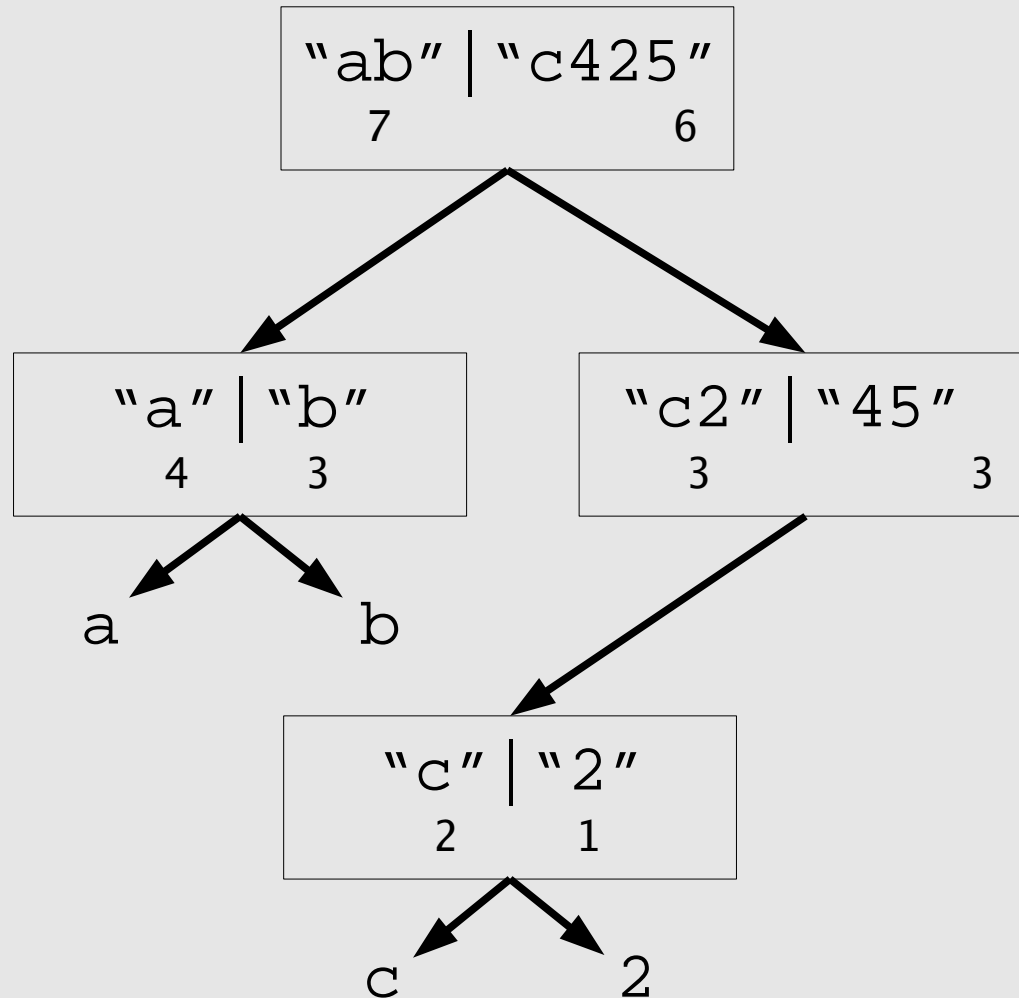 “ab” | “c425”
7 6
“a” | “b”
4 3
“c2” | “45”
3 3
a b
“c” | “2”
2 1
c 2